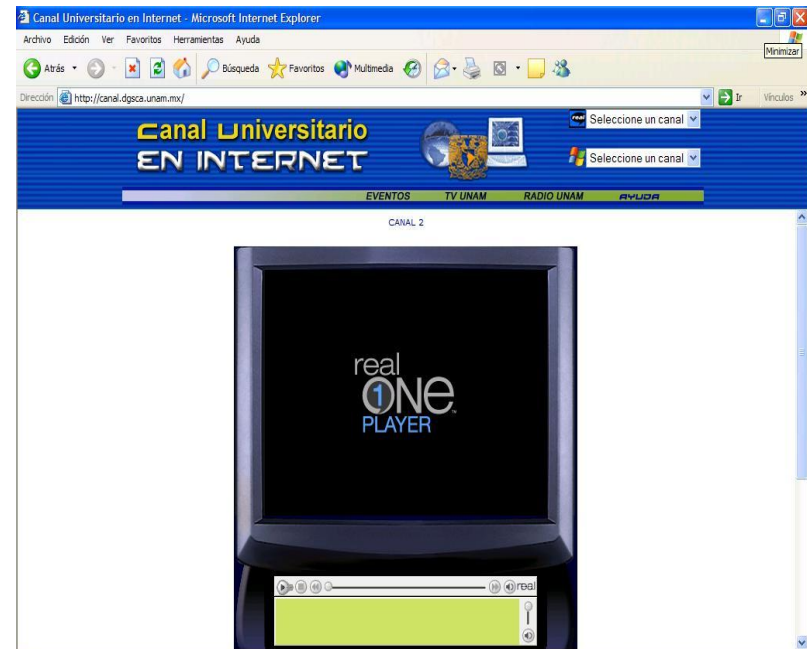 Canal Universitario en Internet - Microsoft Internet Explorer
Archivo Edición Ver Favoritos Herramientas Ayuda
Minimizar
Atrás Búsqueda Favoritos Multimedia
Dirección http://canal.dgsca.unam.mx/ Ir Vínculos »
Canal Universitario
EN INTERNET
real Seleccione un canal
Seleccione un canal
EVENTOS TV UNAM RADIO UNAM AYUDA
CANAL 2
real
ONE
1
PLAYER
real